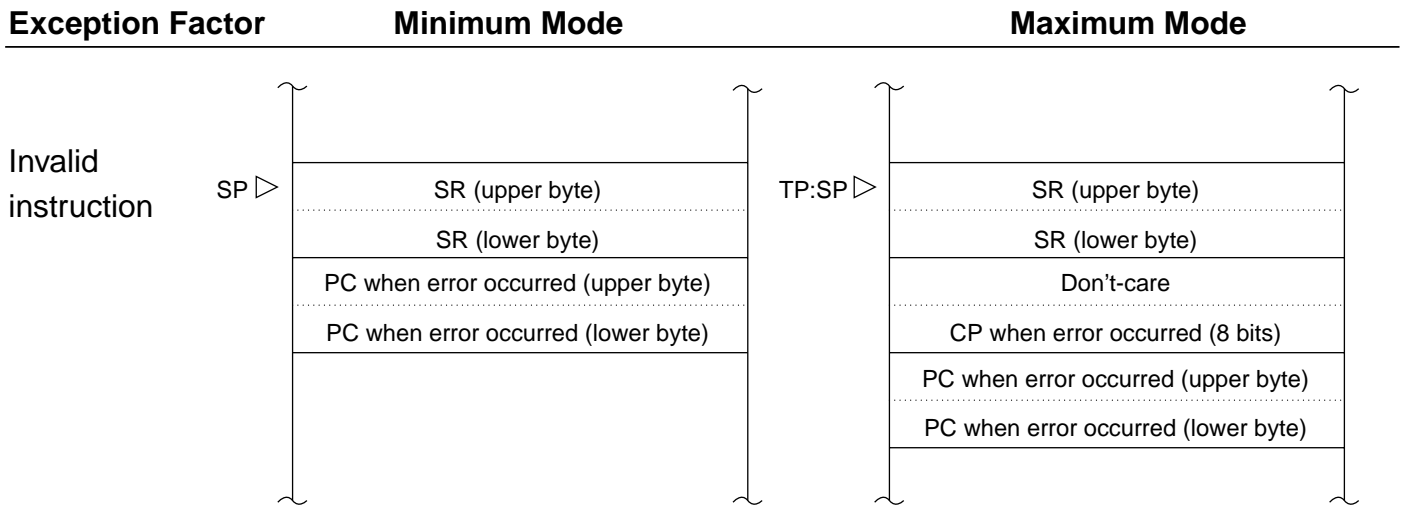 Exception Factor Minimum Mode Maximum Mode
Invalid
instruction
SP
SR (upper byte)
SR (lower byte)
PC when error occurred (upper byte)
PC when error occurred (lower byte)
TP:SP
SR (upper byte)
SR (lower byte)
Don't-care
CP when error occurred (8 bits)
PC when error occurred (upper byte)
PC when error occurred (lower byte)